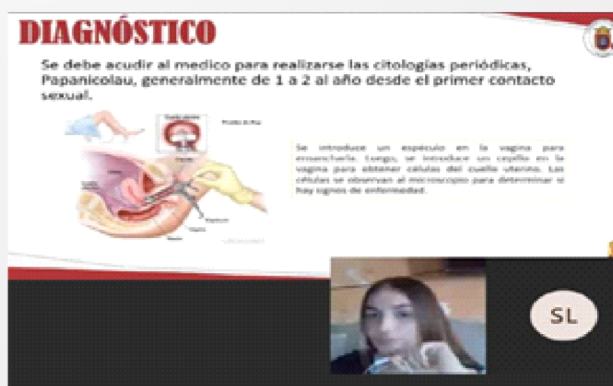 DIAGNÓSTICO
Se debe acudir al medico para realizarse las citologías periódicas,
Papanicolau, generalmente de 1 a 2 al año desde el primer contacto
sexual.
Prueba de Pap
Se introduce un espéculo en la vagina para
ensancharla. Luego, se introduce un cepillo en la
vagina para obtener células del cuello uterino. Las
células se observan al microscopio para determinar si
hay signos de enfermedad.
SL